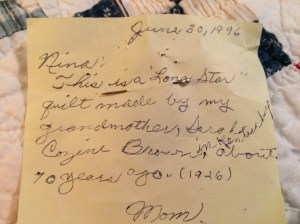 June 30, 1996
Nina:
This is a "Lone Star"
quilt made by my
grandmother, Sarah
Cozine Brown, about
in Kentucky
70 years ago. (1926)
Mom